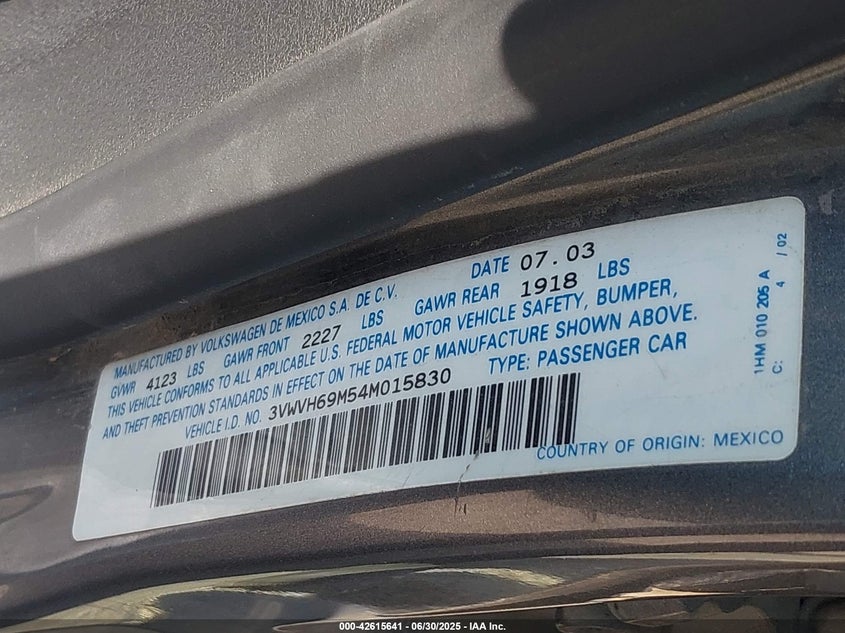 MANUFACTURED BY VOLKSWAGEN DE MEXICO S.A. DE C.V. DATE 07.03
GVWR 4123 LBS GAWR FRONT 2227 LBS GAWR REAR 1918 LBS
THIS VEHICLE CONFORMS TO ALL APPLICABLE U.S. FEDERAL MOTOR VEHICLE SAFETY, BUMPER,
AND THEFT PREVENTION STANDARDS IN EFFECT ON THE DATE OF MANUFACTURE SHOWN ABOVE.
VEHICLE I.D. NO. 3VWVH69M54M015830 TYPE: PASSENGER CAR
COUNTRY OF ORIGIN: MEXICO
1HM 010 205 A
C: 4 / 02
000-42615641 - 06/30/2025 - IAA Inc.